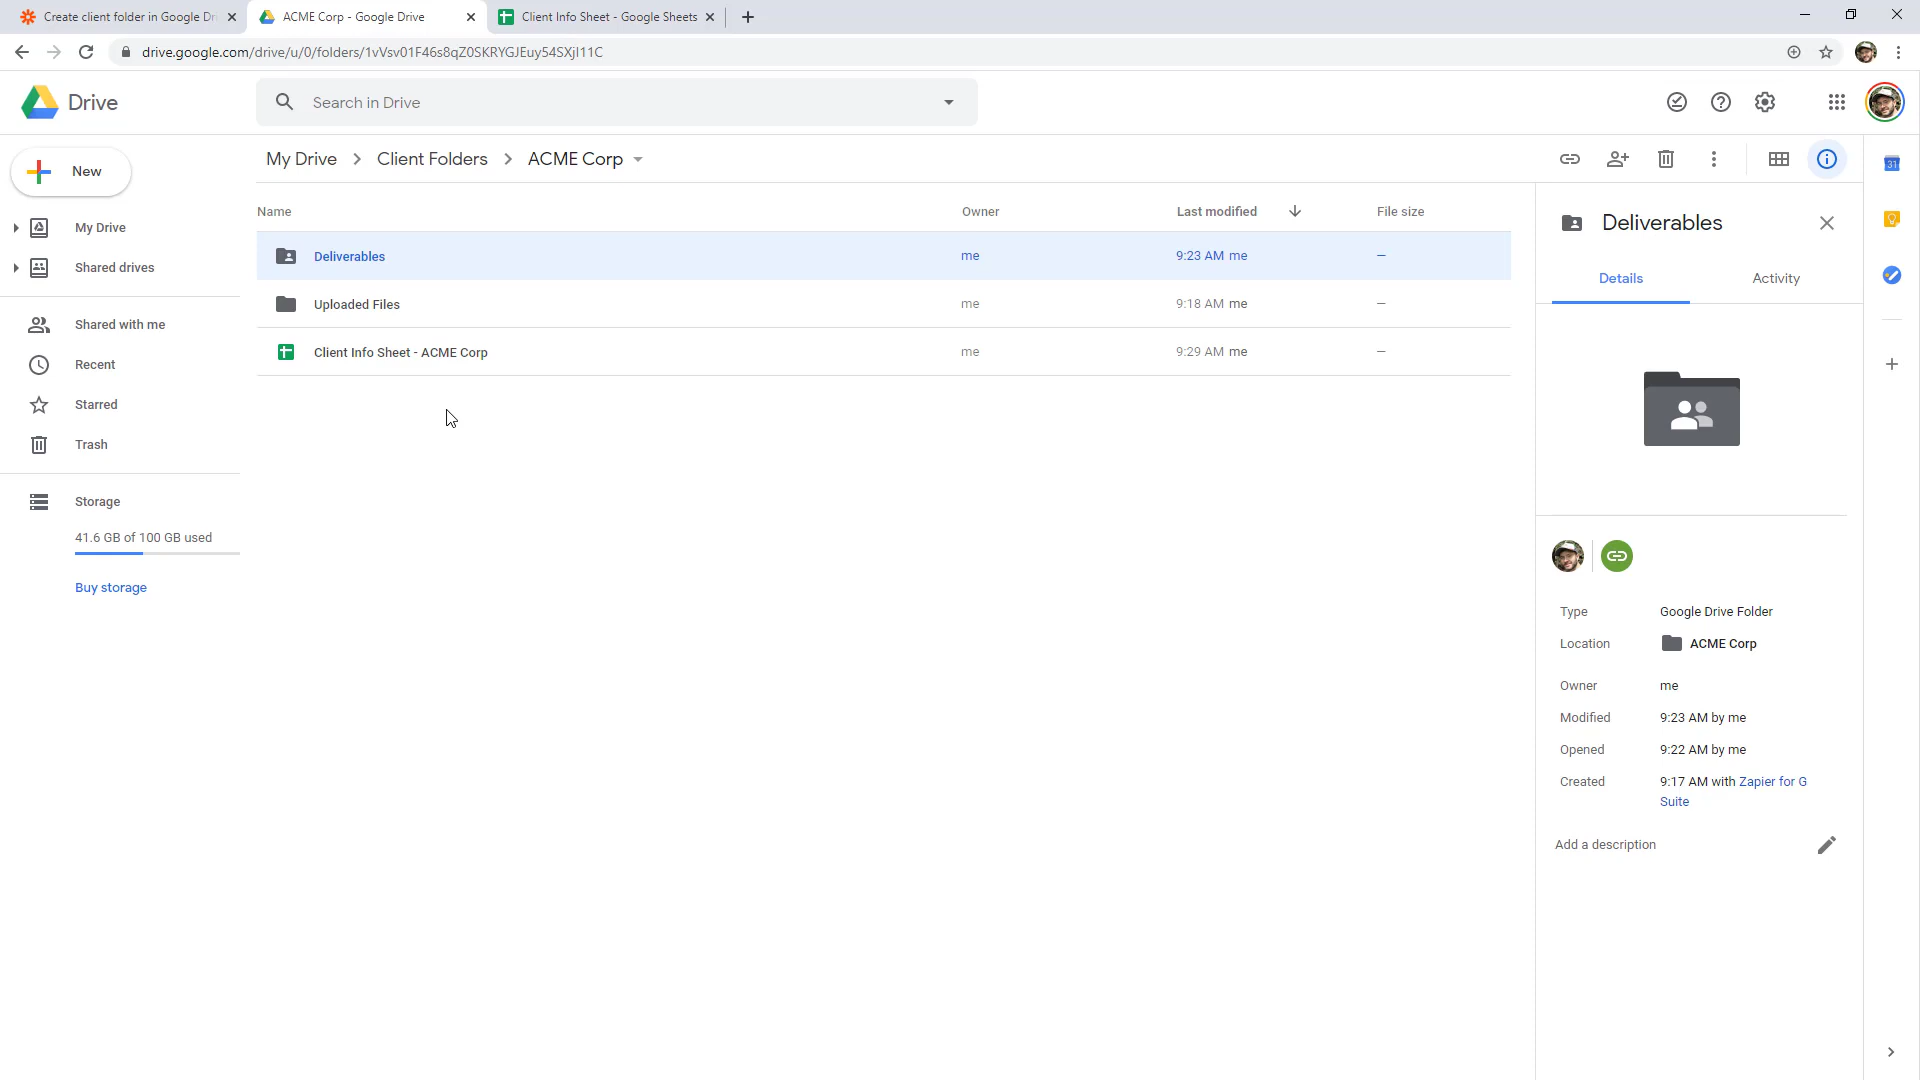 Create client folder in Google Dri
ACME Corp - Google Drive
Client Info Sheet - Google Sheets
drive.google.com/drive/u/0/folders/1vVsv01F46s8qZ0SKRYGJEuy54SXjI11C
Drive
Search in Drive
New
My Drive > Client Folders > ACME Corp
Name Owner Last modified File size
Deliverables me 9:23 AM me —
Uploaded Files me 9:18 AM me —
Client Info Sheet - ACME Corp me 9:29 AM me —
My Drive
Shared drives
Shared with me
Recent
Starred
Trash
Storage
41.6 GB of 100 GB used
Buy storage
Deliverables
Details Activity
Type Google Drive Folder
Location ACME Corp
Owner me
Modified 9:23 AM by me
Opened 9:22 AM by me
Created 9:17 AM with Zapier for G
Suite
Add a description
31